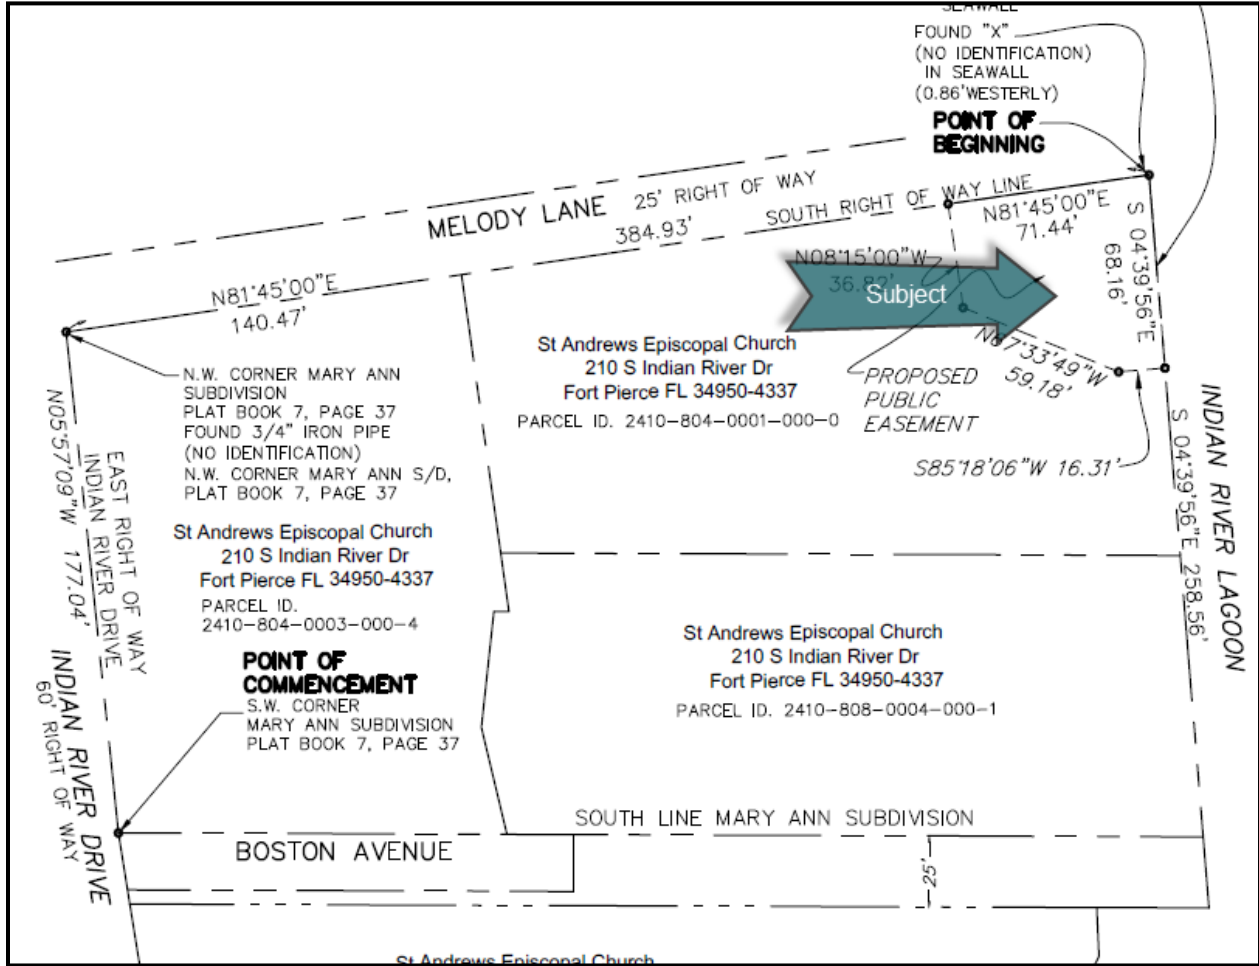 SEAWALL
FOUND "X"
(NO IDENTIFICATION)
IN SEAWALL
(0.86'WESTERLY)
POINT OF
BEGINNING
MELODY LANE 25' RIGHT OF WAY
384.93'
SOUTH RIGHT OF WAY LINE
N81°45'00"E
71.44'
S 04°39'56"E
68.16'
N08°15'00"W
36.82'
Subject
N67°33'49"W
59.18'
N81°45'00"E
140.47'
St Andrews Episcopal Church
210 S Indian River Dr
Fort Pierce FL 34950-4337
PARCEL ID. 2410-804-0001-000-0
PROPOSED
PUBLIC
EASEMENT
S85°18'06"W 16.31'
N.W. CORNER MARY ANN
SUBDIVISION
PLAT BOOK 7, PAGE 37
FOUND 3/4" IRON PIPE
(NO IDENTIFICATION)
N.W. CORNER MARY ANN S/D,
PLAT BOOK 7, PAGE 37
N05°57'09"W 177.04'
EAST RIGHT OF WAY
INDIAN RIVER DRIVE
St Andrews Episcopal Church
210 S Indian River Dr
Fort Pierce FL 34950-4337
PARCEL ID.
2410-804-0003-000-4
INDIAN RIVER LAGOON
S 04°39'56"E 258.56'
POINT OF
COMMENCEMENT
S.W. CORNER
MARY ANN SUBDIVISION
PLAT BOOK 7, PAGE 37
St Andrews Episcopal Church
210 S Indian River Dr
Fort Pierce FL 34950-4337
PARCEL ID. 2410-808-0004-000-1
INDIAN RIVER DRIVE
60' RIGHT OF WAY
SOUTH LINE MARY ANN SUBDIVISION
BOSTON AVENUE
25'
St Andrews Episcopal Church